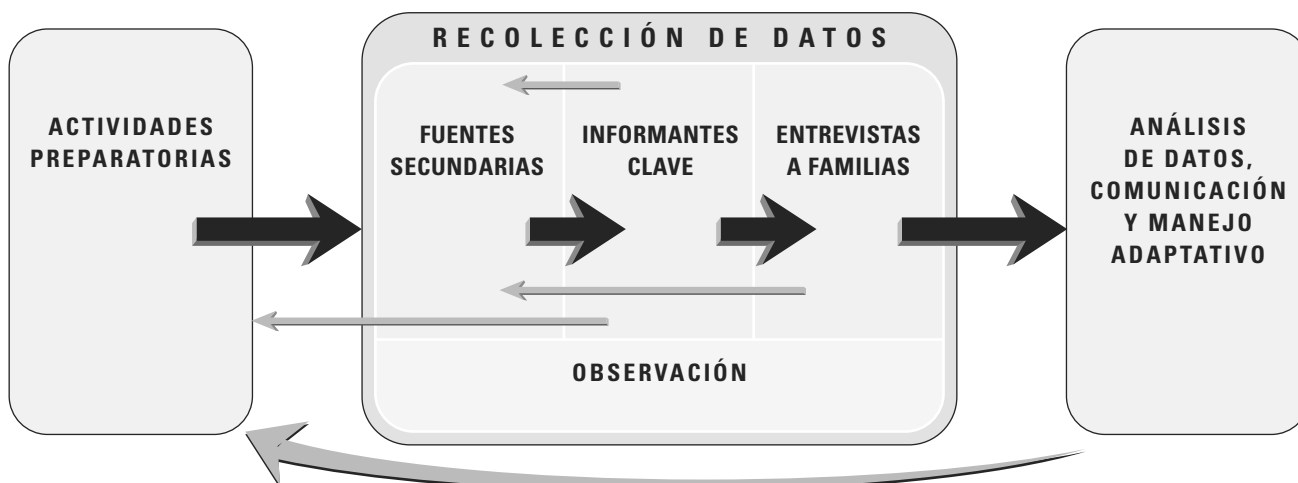 RECOLECCIÓN DE DATOS
ACTIVIDADES
PREPARATORIAS
FUENTES
SECUNDARIAS
INFORMANTES
CLAVE
ENTREVISTAS
A FAMILIAS
OBSERVACIÓN
ANÁLISIS
DE DATOS,
COMUNICACIÓN
Y MANEJO
ADAPTATIVO